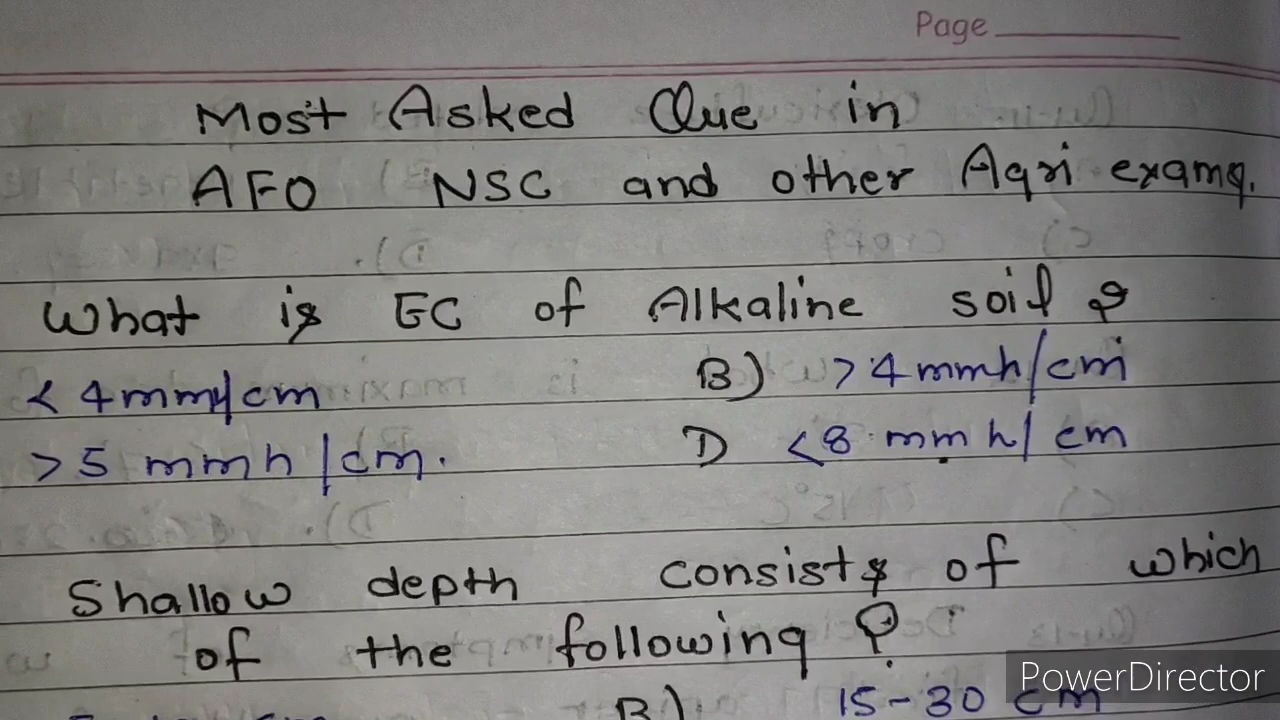 Page
Most Asked Que in
AFO NSC and other Agri exams.
What is EC of Alkaline soil ?
< 4 mmh/cm B) > 4 mmh/cm
> 5 mmh/cm. D <8 mmh/cm
Shallow depth consists of which
of the following ?
PowerDirector
B) 15-30 cm